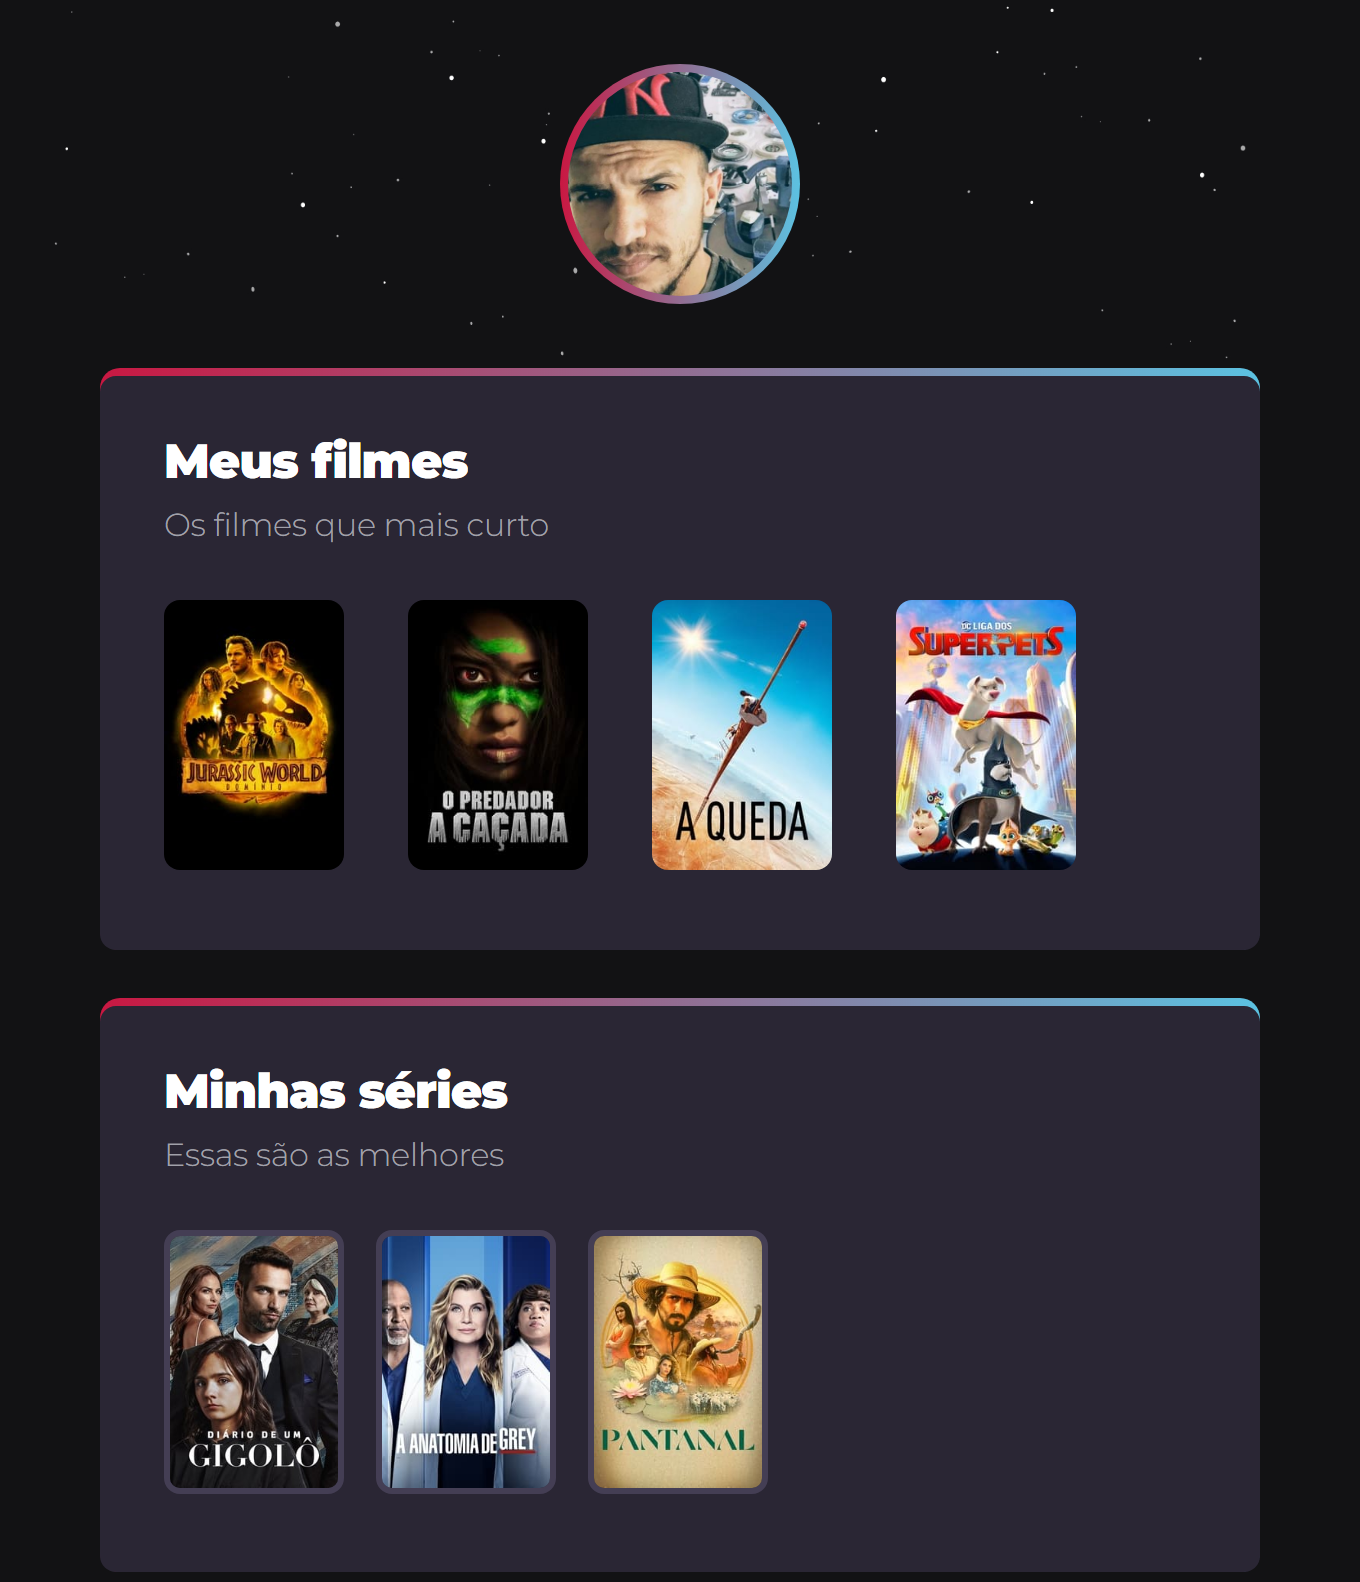 Meus filmes
Os filmes que mais curto
JURASSIC WORLD
DOMÍNIO
O PREDADOR
A CAÇADA
A QUEDA
DC LIGA DOS
SUPERPETS
Minhas séries
Essas são as melhores
DIÁRIO DE UM
GIGOLÔ
A ANATOMIA DE GREY
PANTANAL